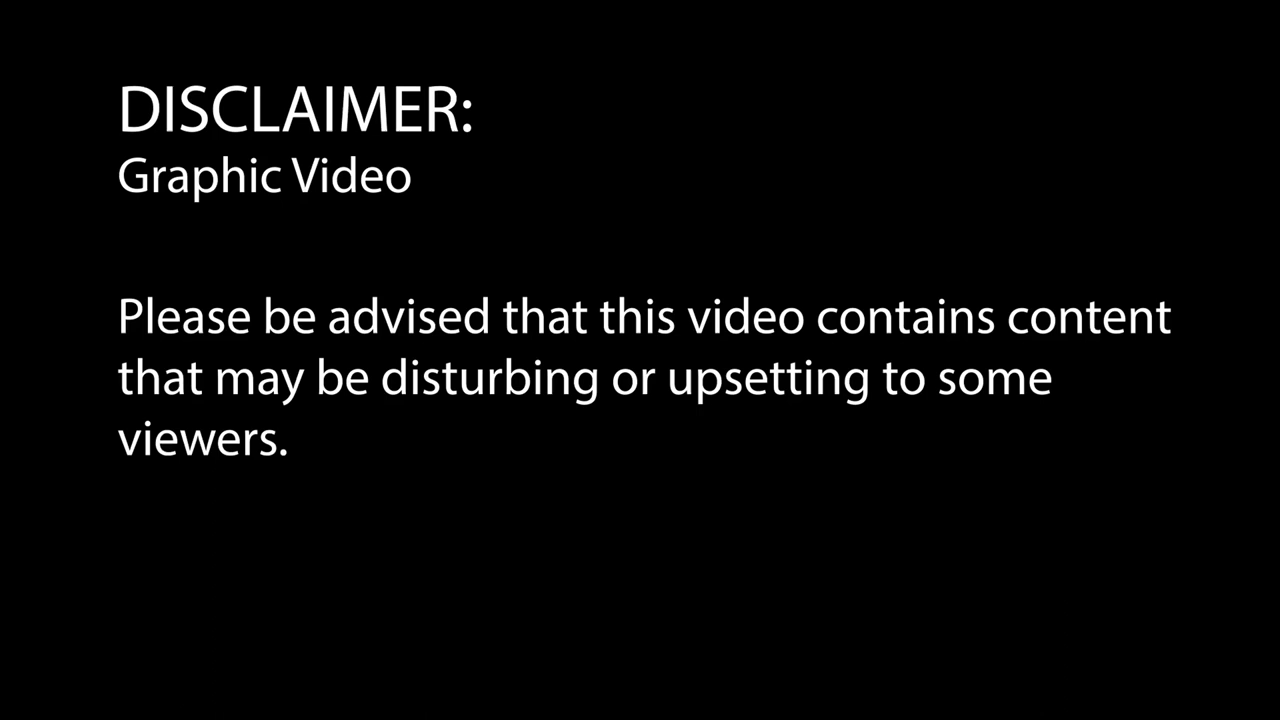 DISCLAIMER:
Graphic Video
Please be advised that this video contains content
that may be disturbing or upsetting to some
viewers.